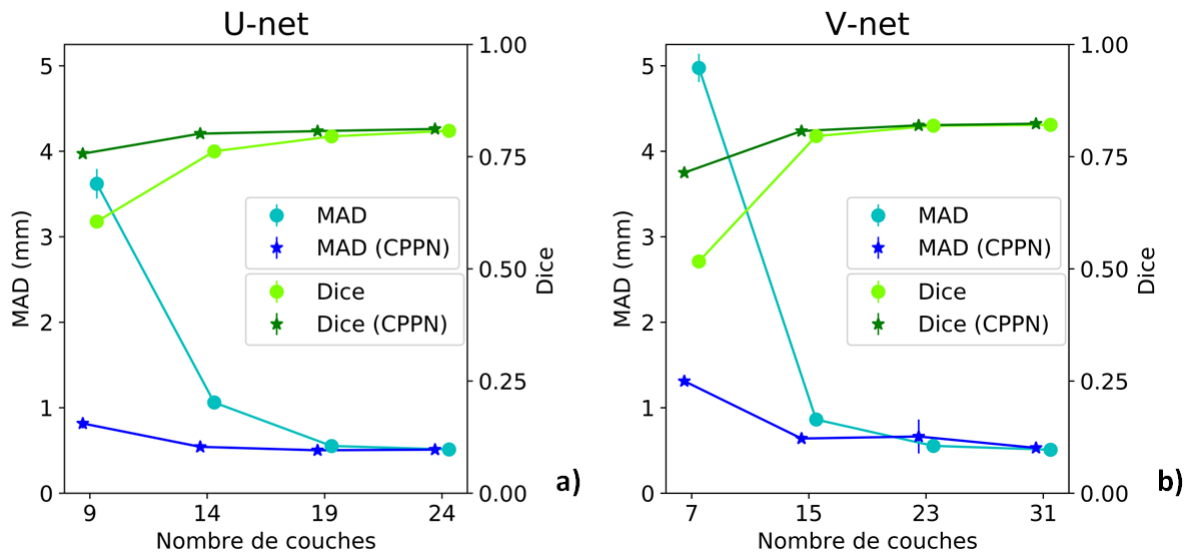 U-net
5
4
3
2
1
0
MAD (mm)
1.00
0.75
0.50
0.25
0.00
Dice
MAD
MAD (CPPN)
Dice
Dice (CPPN)
9 14 19 24
Nombre de couches
a)
V-net
5
4
3
2
1
0
MAD (mm)
1.00
0.75
0.50
0.25
0.00
Dice
MAD
MAD (CPPN)
Dice
Dice (CPPN)
7 15 23 31
Nombre de couches
b)